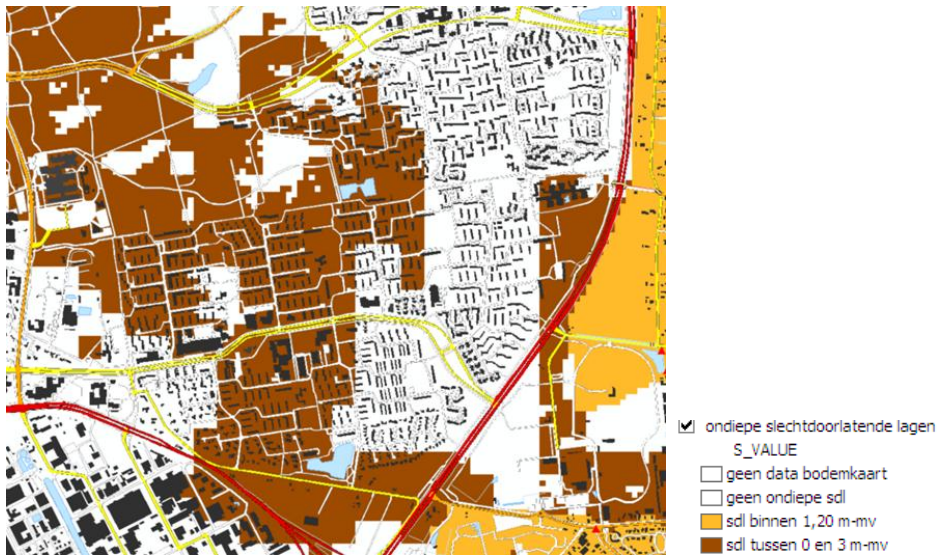 ondiepe slechtdoorlatende lagen
S_VALUE
geen data bodemkaart
geen ondiepe sdl
sdl binnen 1,20 m-mv
sdl tussen 0 en 3 m-mv